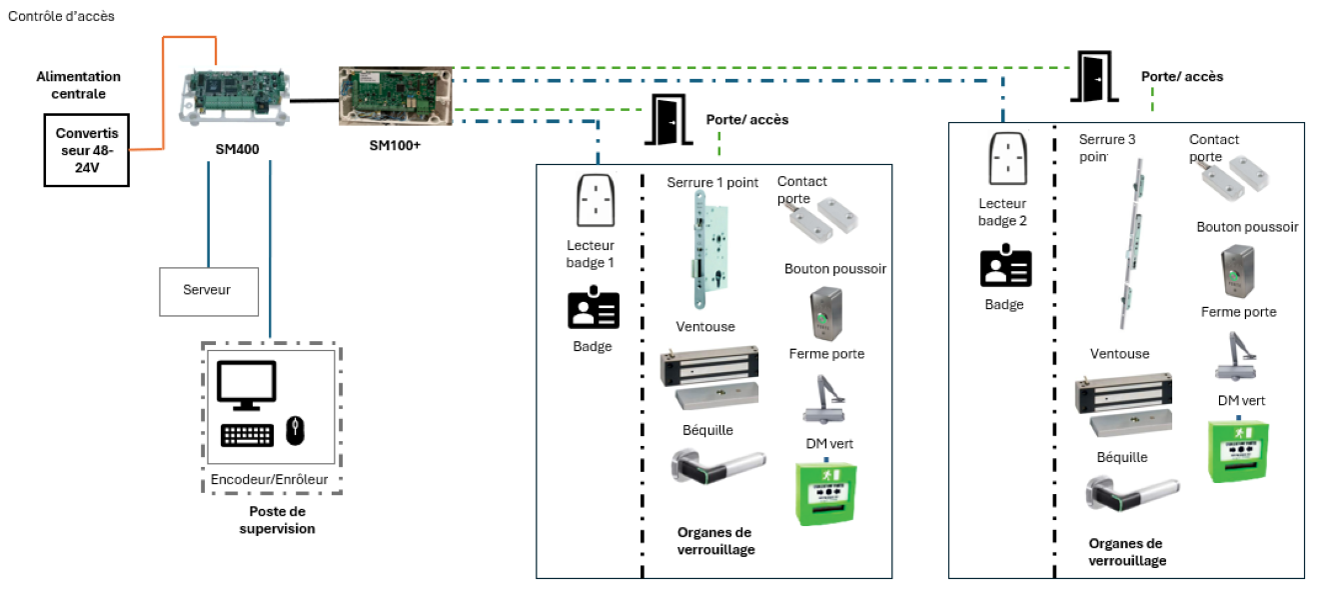 Contrôle d'accès
Alimentation
centrale
Convertis
seur 48-
24V
SM400
SM100+
Serveur
Encodeur/Enrôleur
Poste de
supervision
Porte/ accès
Lecteur
badge 1
Badge
Serrure 1 point
Ventouse
Béquille
Organes de
verrouillage
Contact
porte
Bouton poussoir
Ferme porte
DM vert
Porte/ accès
Lecteur
badge 2
Badge
Serrure 3
point
Ventouse
Béquille
Organes de
verrouillage
Contact
porte
Bouton poussoir
Ferme porte
DM vert